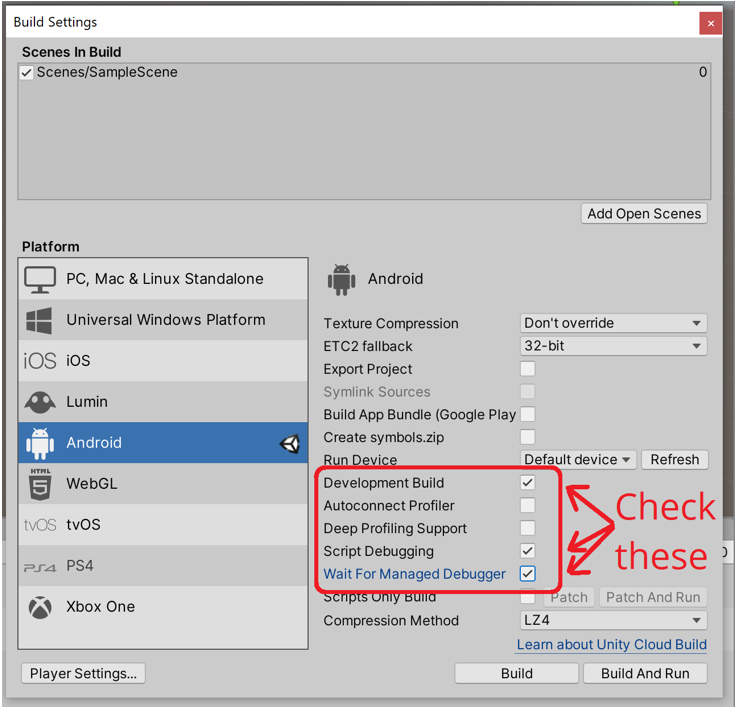 Build Settings
×
Scenes In Build
Scenes/SampleScene 0
Add Open Scenes
Platform
PC, Mac & Linux Standalone
Universal Windows Platform
iOS iOS
Lumin
Android
HTML 5 WebGL
tvOS tvOS
PS4 PS4
Xbox One
Android
Texture Compression Don't override
ETC2 fallback 32-bit
Export Project
Symlink Sources
Build App Bundle (Google Play
Create symbols.zip
Run Device Default device Refresh
Development Build
Autoconnect Profiler
Deep Profiling Support
Script Debugging
Wait For Managed Debugger
Check
these
Scripts Only Build Patch Patch And Run
Compression Method LZ4
Learn about Unity Cloud Build
Player Settings... Build Build And Run